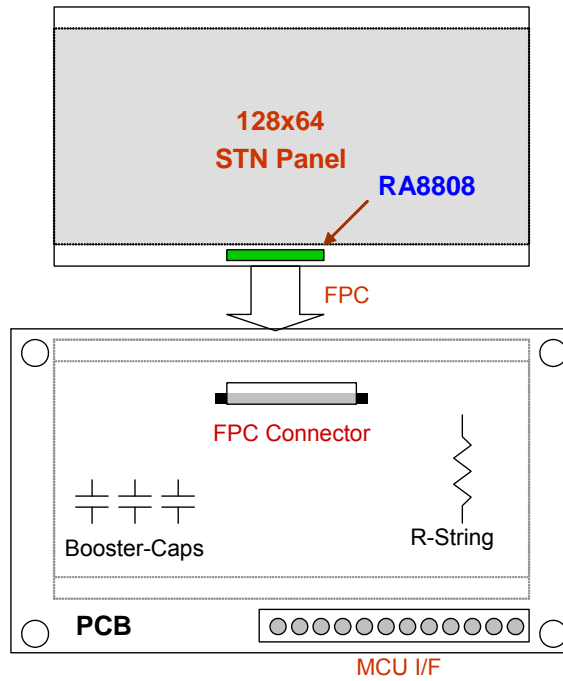 128x64
STN Panel
RA8808
FPC
FPC Connector
Booster-Caps
R-String
PCB
MCU I/F